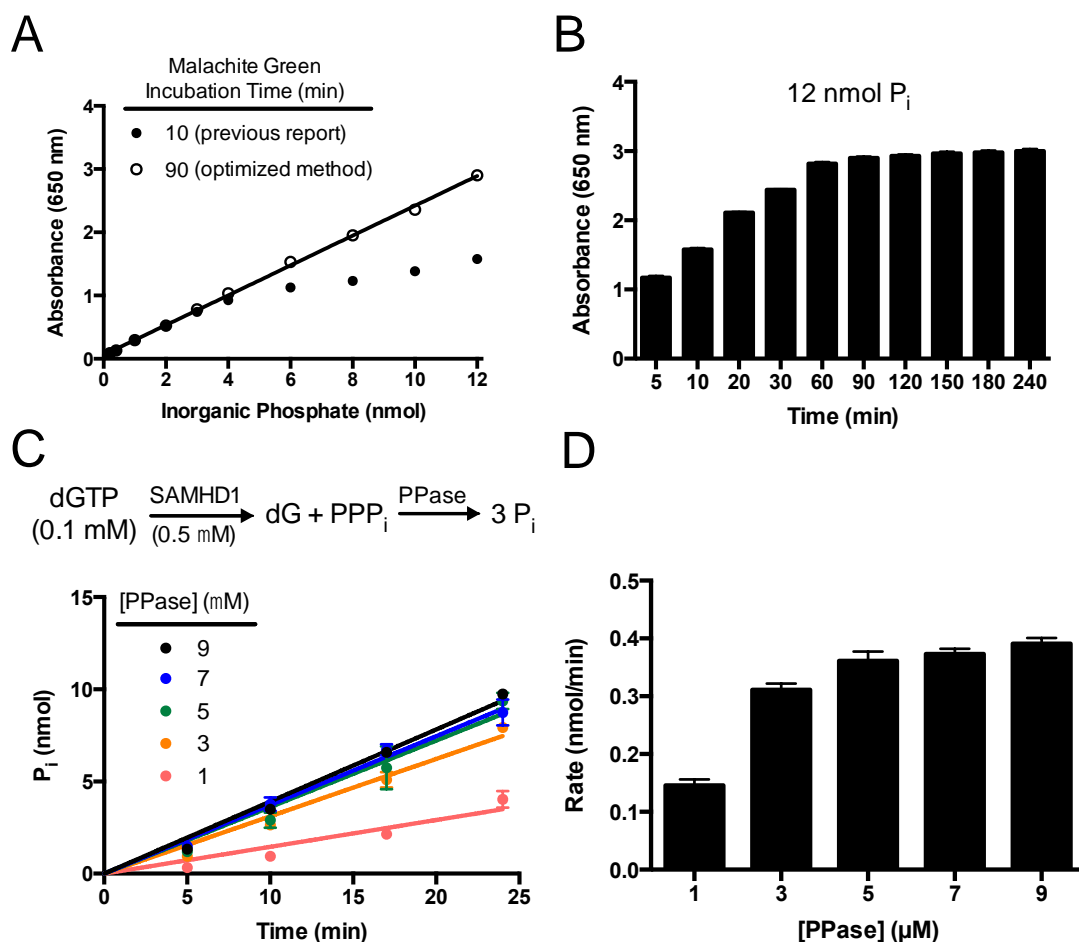 A
Malachite Green
Incubation Time (min)
10 (previous report)
90 (optimized method)
Absorbance (650 nm)
4
3
2
1
0
0 2 4 6 8 10 12
Inorganic Phosphate (nmol)
B
12 nmol Pi
Absorbance (650 nm)
4
3
2
1
0
5 10 20 30 60 90 120 150 180 240
Time (min)
C
dGTP
(0.1 mM)
SAMHD1
(0.5 mM)
dG + PPPi
PPase
3 Pi
[PPase] (mM)
9
7
5
3
1
Pi (nmol)
15
10
5
0
0 5 10 15 20 25
Time (min)
D
Rate (nmol/min)
0.5
0.4
0.3
0.2
0.1
0.0
1 3 5 7 9
[PPase] (µM)